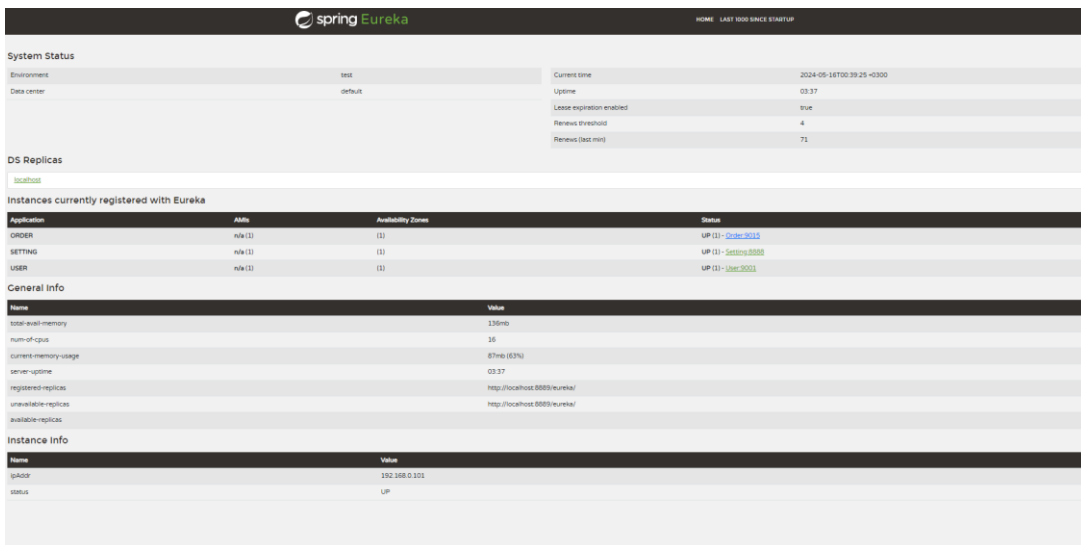 spring Eureka HOME LAST 1000 SINCE STARTUP
System Status
Environment test Current time 2024-05-16T00:39:25 +0300
Data center default Uptime 03:37
Lease expiration enabled true
Renews threshold 4
Renews (last min) 71
DS Replicas
localhost
Instances currently registered with Eureka
Application AMIs Availability Zones Status
ORDER n/a (1) (1) UP (1) - Order:9015
SETTING n/a (1) (1) UP (1) - Setting:8888
USER n/a (1) (1) UP (1) - User:9001
General Info
Name Value
total-avail-memory 136mb
num-of-cpus 16
current-memory-usage 87mb (63%)
server-uptime 03:37
registered-replicas http://localhost:8889/eureka/
unavailable-replicas http://localhost:8889/eureka/
available-replicas
Instance Info
Name Value
ipAddr 192.168.0.101
status UP